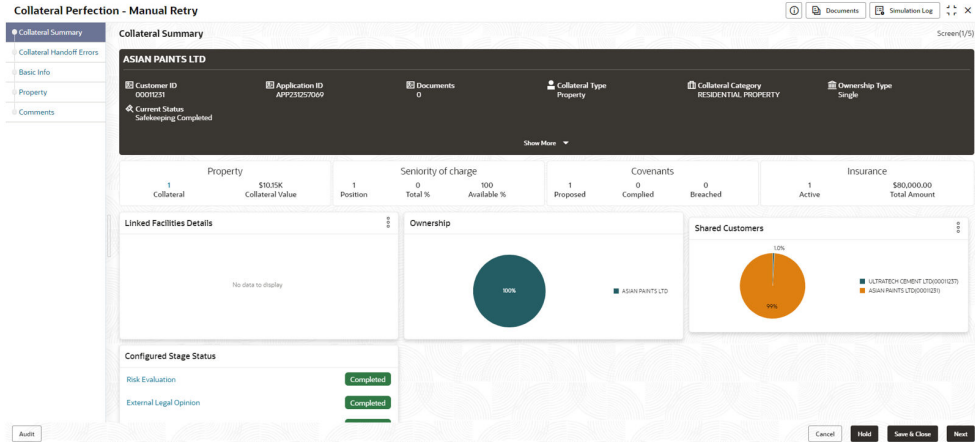 Collateral Perfection - Manual Retry
Documents
Simulation Log
Collateral Summary
Collateral Handoff Errors
Basic Info
Property
Comments
Collateral Summary
Screen(1/5)
ASIAN PAINTS LTD
Customer ID
00011231
Application ID
APP231257069
Documents
0
Collateral Type
Property
Collateral Category
RESIDENTIAL PROPERTY
Ownership Type
Single
Current Status
Safekeeping Completed
Show More
Property
1
Collateral
$10.15K
Collateral Value
Seniority of charge
1
Position
0
Total %
100
Available %
Covenants
1
Proposed
0
Complied
0
Breached
Insurance
1
Active
$80,000.00
Total Amount
Linked Facilities Details
No data to display
Ownership
100%
ASIAN PAINTS LTD
Shared Customers
1.0%
99%
ULTRATECH CEMENT LTD(00011237)
ASIAN PAINTS LTD(00011231)
Configured Stage Status
Risk Evaluation
Completed
External Legal Opinion
Completed
Audit
Cancel
Hold
Save & Close
Next